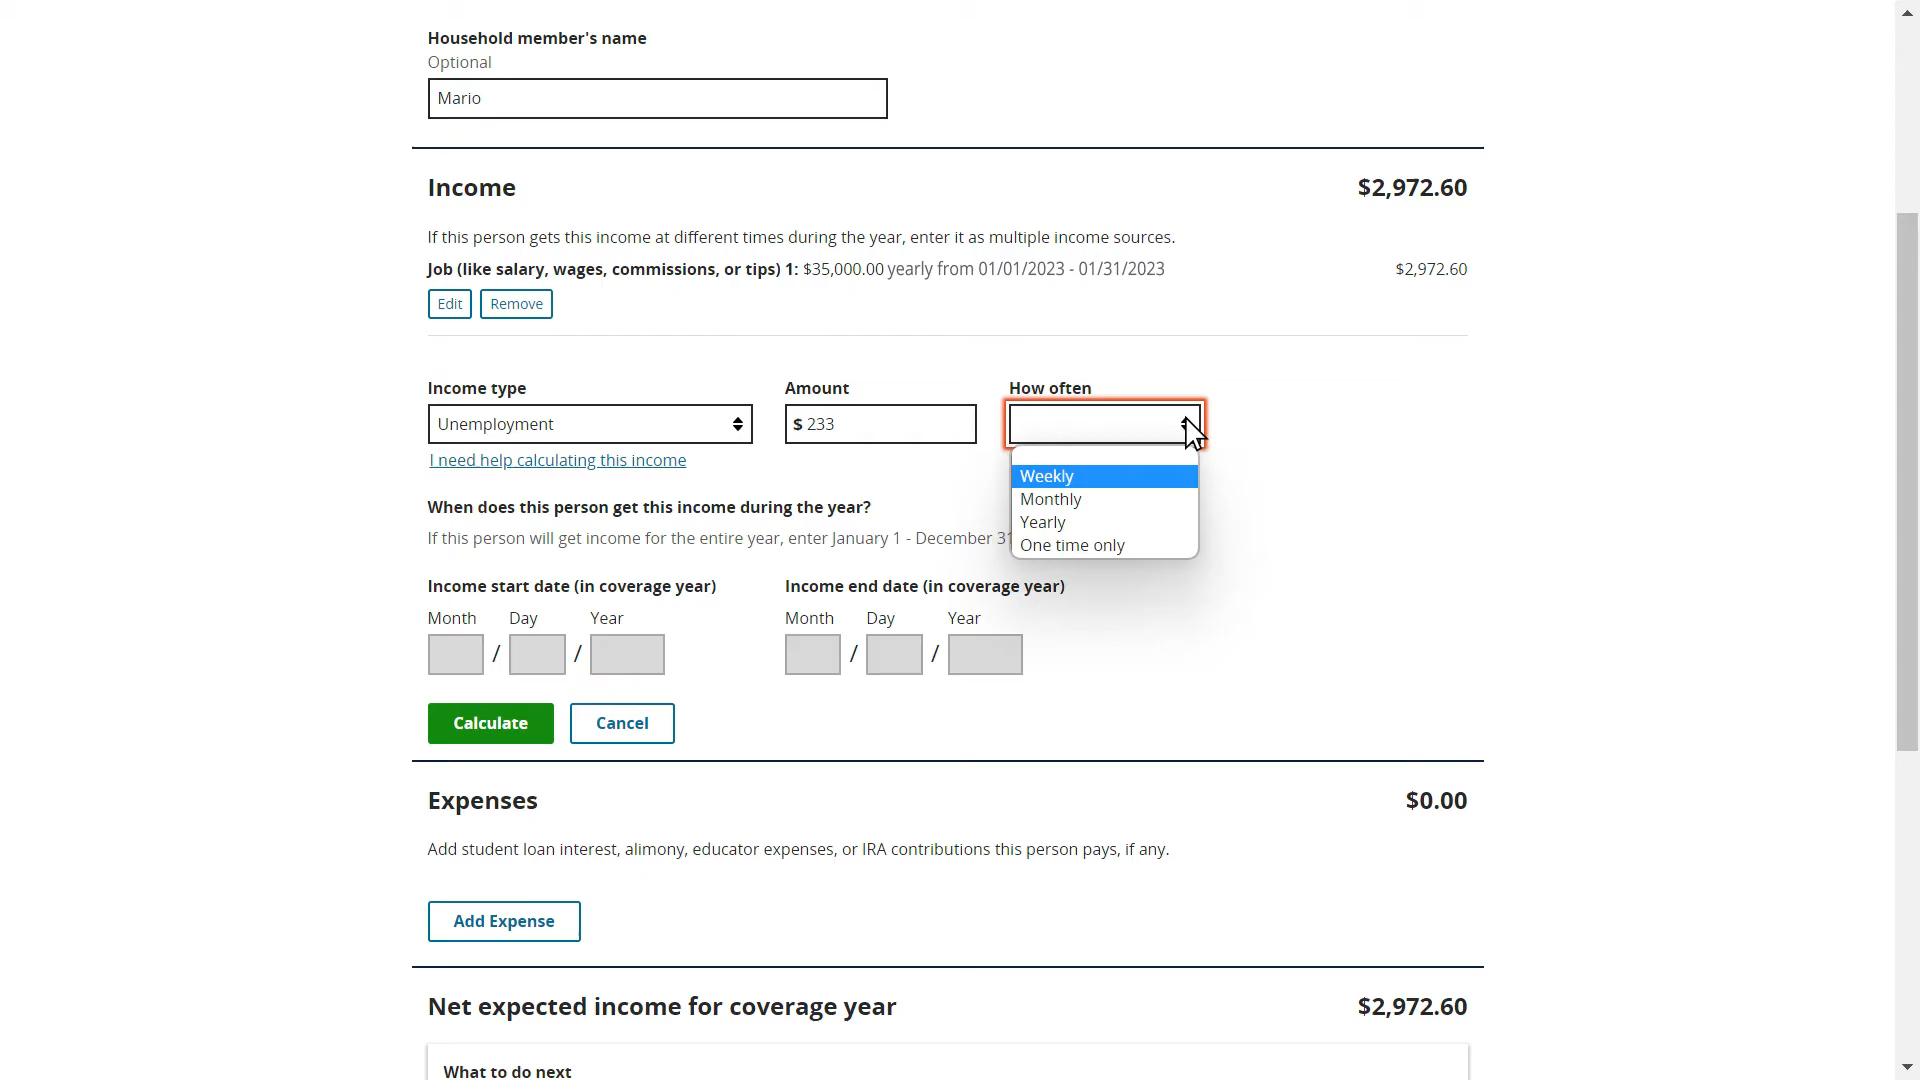 Household member's name
Optional
Mario
Income $2,972.60
If this person gets this income at different times during the year, enter it as multiple income sources.
Job (like salary, wages, commissions, or tips) 1: $35,000.00 yearly from 01/01/2023 - 01/31/2023 $2,972.60
Edit Remove
Income type Amount How often
Unemployment $ 233
I need help calculating this income
Weekly
Monthly
Yearly
One time only
When does this person get this income during the year?
If this person will get income for the entire year, enter January 1 - December 31
Income start date (in coverage year) Income end date (in coverage year)
Month Day Year Month Day Year
/ / / /
Calculate Cancel
Expenses $0.00
Add student loan interest, alimony, educator expenses, or IRA contributions this person pays, if any.
Add Expense
Net expected income for coverage year $2,972.60
What to do next